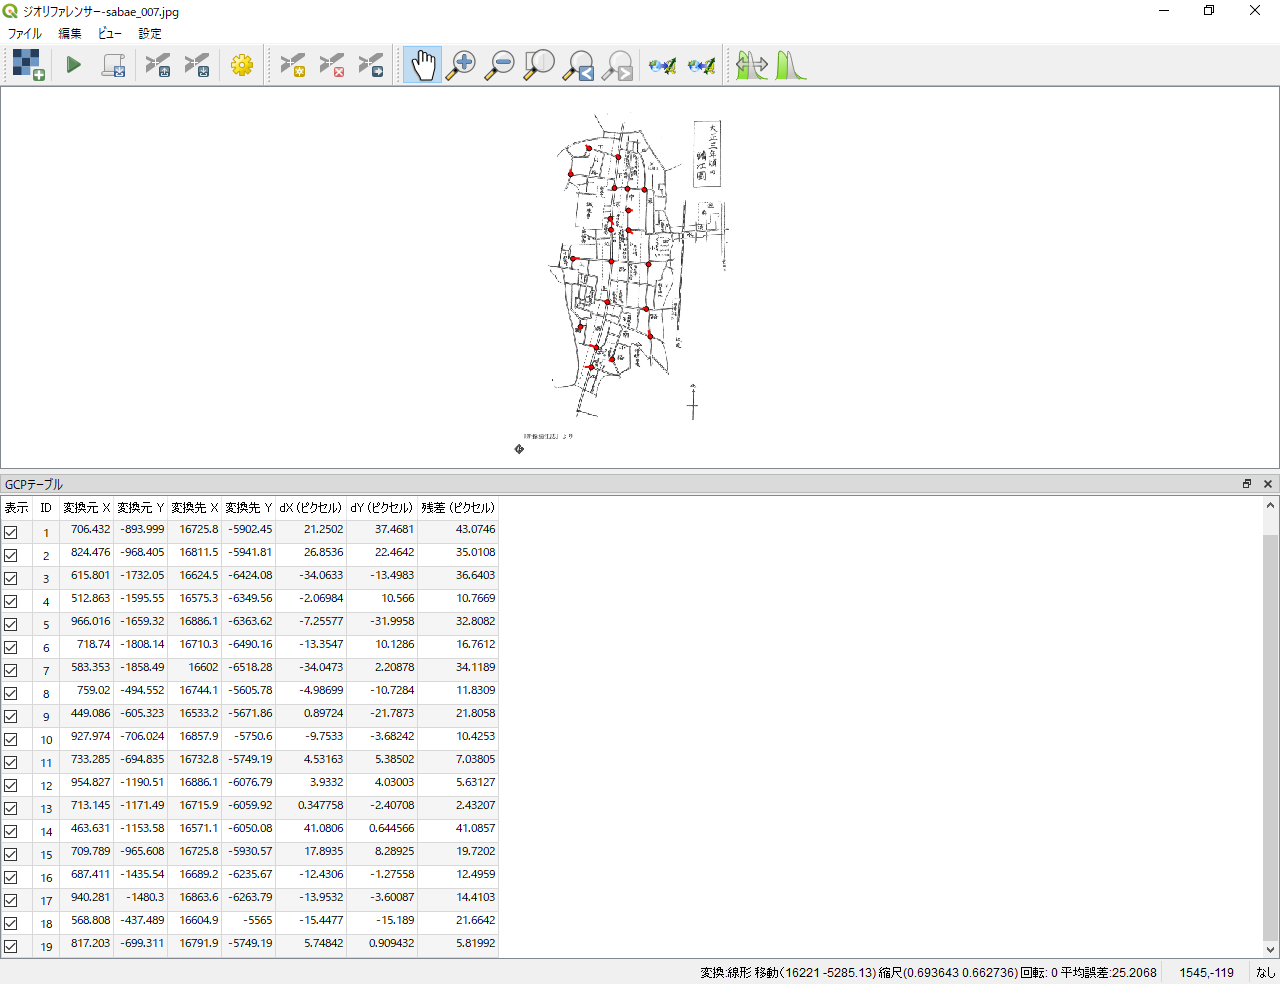 ジオリファレンサー-sabae_007.jpg
ファイル 編集 ビュー 設定
大正三年頃の
鯖江図
GCPテーブル
表示 ID 変換元 X 変換元 Y 変換先 X 変換先 Y dX (ピクセル) dY (ピクセル) 残差 (ピクセル)
1 706.432 -893.999 16725.8 -5902.45 21.2502 37.4681 43.0746
2 824.476 -968.405 16811.5 -5941.81 26.8536 22.4642 35.0108
3 615.801 -1732.05 16624.5 -6424.08 -34.0633 -13.4983 36.6403
4 512.863 -1595.55 16575.3 -6349.56 -2.06984 10.566 10.7669
5 966.016 -1659.32 16886.1 -6363.62 -7.25577 -31.9958 32.8082
6 718.74 -1808.14 16710.3 -6490.16 -13.3547 10.1286 16.7612
7 583.353 -1858.49 16602 -6518.28 -34.0473 2.20878 34.1189
8 759.02 -494.552 16744.1 -5605.78 -4.98699 -10.7284 11.8309
9 449.086 -605.323 16533.2 -5671.86 0.89724 -21.7873 21.8058
10 927.974 -706.024 16857.9 -5750.6 -9.7533 -3.68242 10.4253
11 733.285 -694.835 16732.8 -5749.19 4.53163 5.38502 7.03805
12 954.827 -1190.51 16886.1 -6076.79 3.9332 4.03003 5.63127
13 713.145 -1171.49 16715.9 -6059.92 0.347758 -2.40708 2.43207
14 463.631 -1153.58 16571.1 -6050.08 41.0806 0.644566 41.0857
15 709.789 -965.608 16725.8 -5930.57 17.8935 8.28925 19.7202
16 687.411 -1435.54 16689.2 -6235.67 -12.4306 -1.27558 12.4959
17 940.281 -1480.3 16863.6 -6263.79 -13.9532 -3.60087 14.4103
18 568.808 -437.489 16604.9 -5565 -15.4477 -15.189 21.6642
19 817.203 -699.311 16791.9 -5749.19 5.74842 0.909432 5.81992
変換:線形 移動(16221 -5285.13) 縮尺(0.693643 0.662736) 回転: 0 平均誤差:25.2068 1545,-119 なし